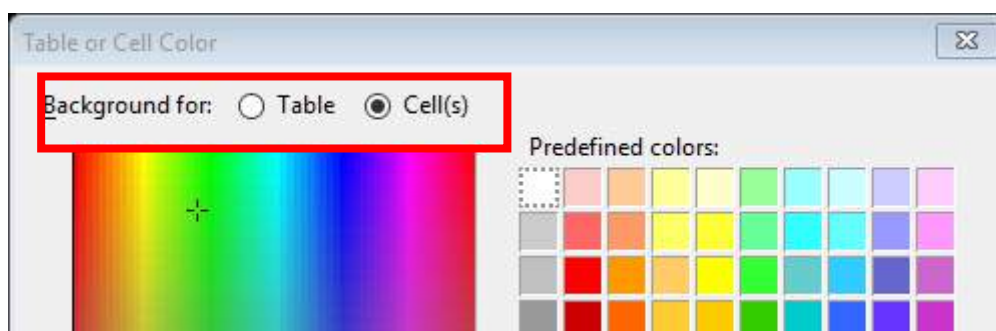 Table or Cell Color
Background for: Table Cell(s)
Predefined colors: